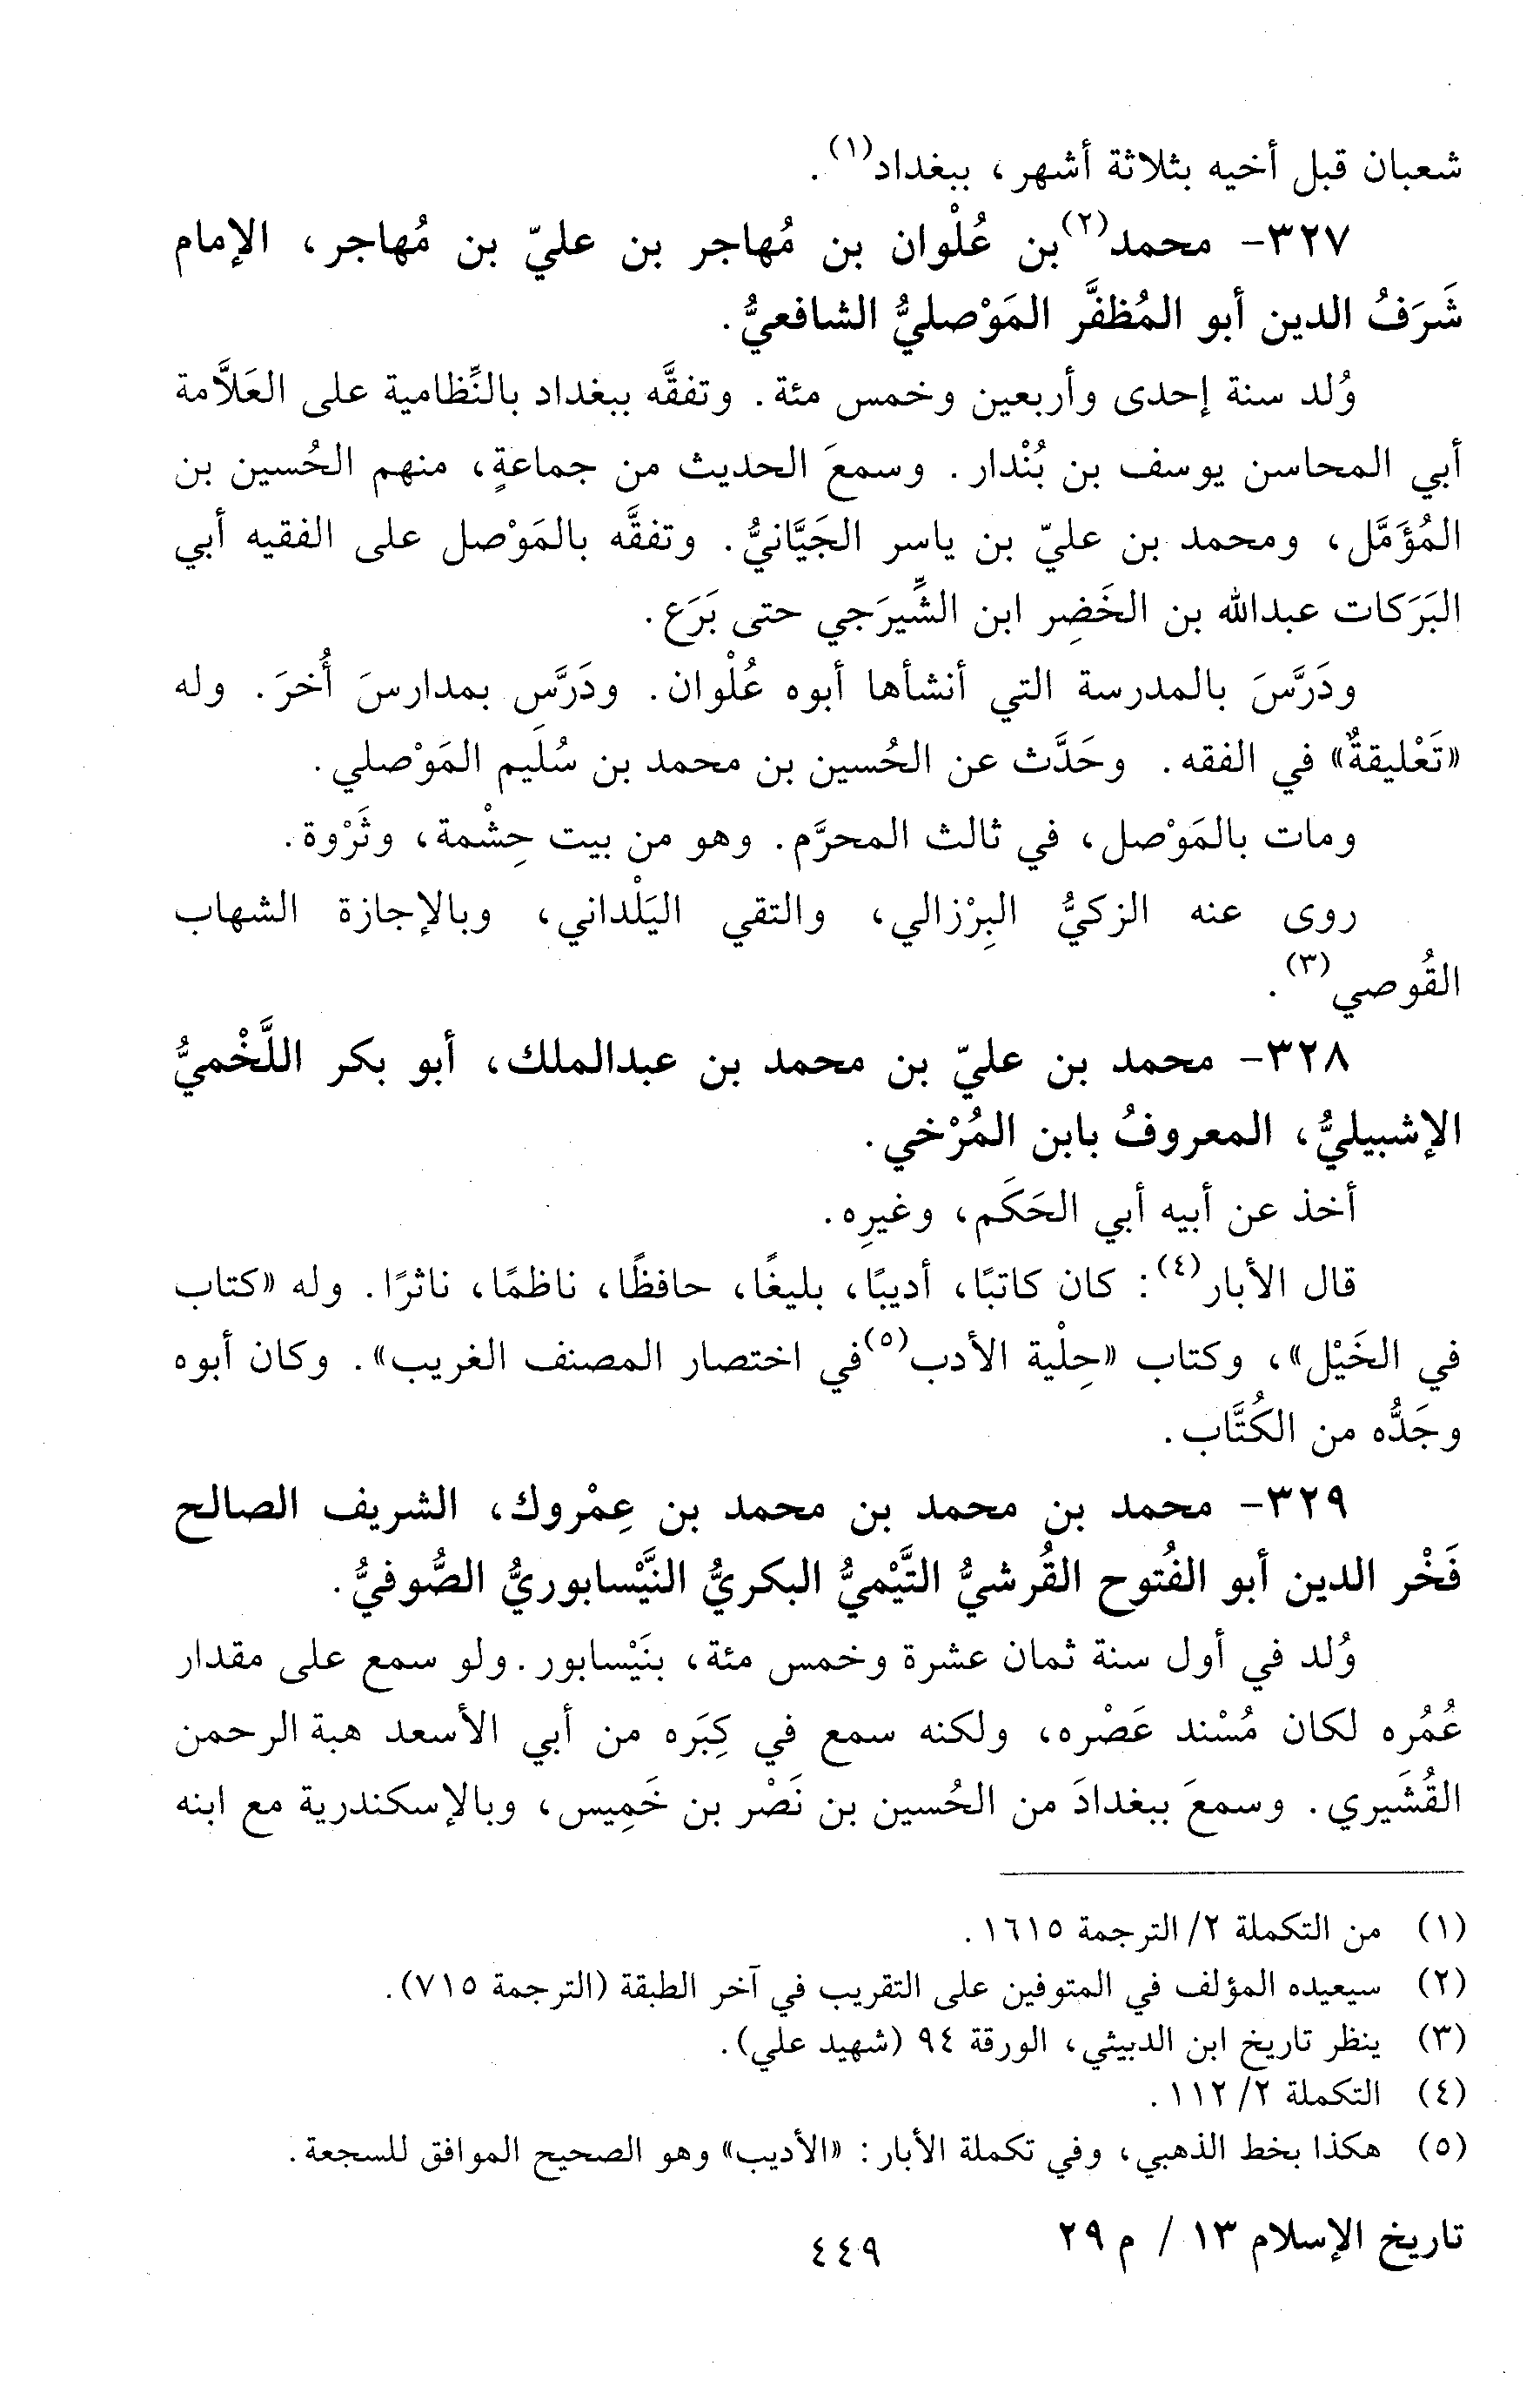 شعبان قبل أخيه بثلاثة أشهر، ببغداد(١).
٣٢٧- محمد(٢) بن عُلْوان بن مُهاجر بن عليّ بن مُهاجر، الإمام
شَرَفُ الدين أبو المُظفَّر المَوْصليُّ الشافعيُّ.
وُلد سنة إحدى وأربعين وخمس مئة. وتفقَّه ببغداد بالنِّظامية على العَلاَّمة
أبي المحاسن يوسف بن بُنْدار. وسمعَ الحديث من جماعةٍ، منهم الحُسين بن
المُؤَمَّل، ومحمد بن عليّ بن ياسر الجَيَّانيُّ. وتفقَّه بالمَوْصل على الفقيه أبي
البَرَكات عبدالله بن الخَضِر ابن الشِّيرَجي حتى بَرَع.
ودَرَّسَ بالمدرسة التي أنشأها أبوه عُلْوان. ودَرَّس بمدارسَ أُخرَ. وله
«تَعْليقةٌ» في الفقه. وحَدَّث عن الحُسين بن محمد بن سُلَيم المَوْصلي.
ومات بالمَوْصل، في ثالث المحرَّم. وهو من بيت حِشْمة، وثَرْوة.
روى عنه الزكيُّ البِرْزالي، والتقي اليَلْداني، وبالإجازة الشهاب
القُوصي(٣).
٣٢٨- محمد بن عليّ بن محمد بن عبدالملك، أبو بكر اللَّخْميُّ
الإشبيليُّ، المعروفُ بابن المُرْخي.
أخذ عن أبيه أبي الحَكَم، وغيرِه.
قال الأبار(٤): كان كاتبًا، أديبًا، بليغًا، حافظًا، ناظمًا، ناثرًا. وله «كتاب
في الخَيْل»، وكتاب «حِلْية الأدب(٥) في اختصار المصنف الغريب». وكان أبوه
وجَدُّه من الكُتَّاب.
٣٢٩- محمد بن محمد بن محمد بن عِمْروك، الشريف الصالح
فَخْر الدين أبو الفُتوح القُرشيُّ التَّيْميُّ البكريُّ النَّيْسابوريُّ الصُّوفيُّ.
وُلد في أول سنة ثمان عشرة وخمس مئة، بنَيْسابور. ولو سمع على مقدار
عُمُره لكان مُسْند عَصْره، ولكنه سمع في كِبَره من أبي الأسعد هبة الرحمن
القُشَيري. وسمعَ ببغدادَ من الحُسين بن نَصْر بن خَمِيس، وبالإسكندرية مع ابنه
(١) من التكملة ٢/ الترجمة ١٦١٥.
(٢) سيعيده المؤلف في المتوفين على التقريب في آخر الطبقة (الترجمة ٧١٥).
(٣) ينظر تاريخ ابن الدبيثي، الورقة ٩٤ (شهيد علي).
(٤) التكملة ٢/ ١١٢.
(٥) هكذا بخط الذهبي، وفي تكملة الأبار: «الأديب» وهو الصحيح الموافق للسجعة.
تاريخ الإسلام ١٣ / م ٢٩
٤٤٩